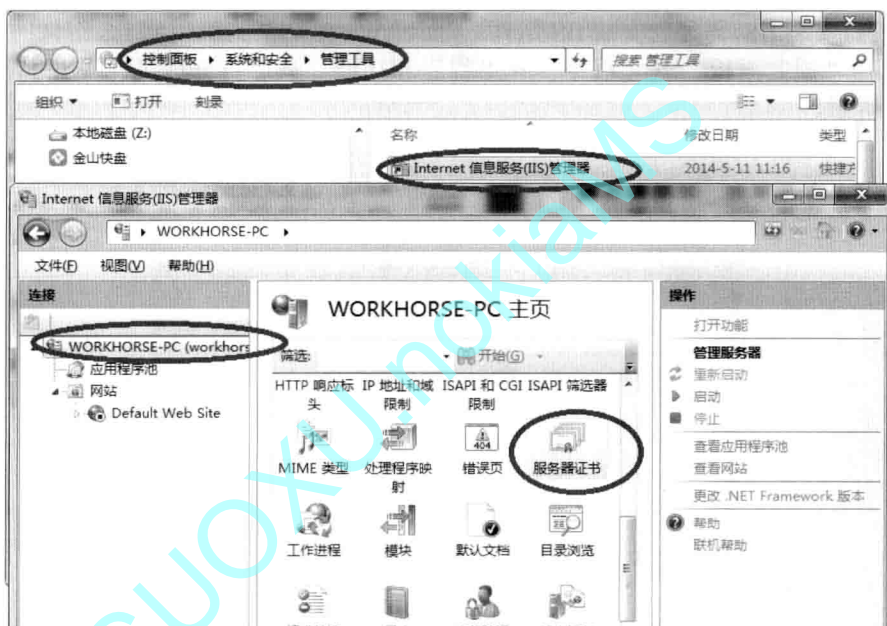 控制面板 ▸ 系统和安全 ▸ 管理工具
搜索 管理工具
组织 ▼ 打开 刻录
本地磁盘 (Z:)
金山快盘
名称 修改日期 类型
Internet 信息服务(IIS)管理器 2014-5-11 11:16 快捷方
Internet 信息服务(IIS)管理器
WORKHORSE-PC ▸
文件(F) 视图(V) 帮助(H)
连接
WORKHORSE-PC (workhors
应用程序池
网站
Default Web Site
WORKHORSE-PC 主页
筛选: 开始(G)
HTTP 响应标头
IP 地址和域限制
ISAPI 和 CGI 限制
ISAPI 筛选器
MIME 类型
处理程序映射
404
错误页
服务器证书
工作进程
模块
默认文档
目录浏览
操作
打开功能
管理服务器
重新启动
启动
停止
查看应用程序池
查看网站
更改 .NET Framework 版本
帮助
联机帮助
GUOXU.nokiaMS